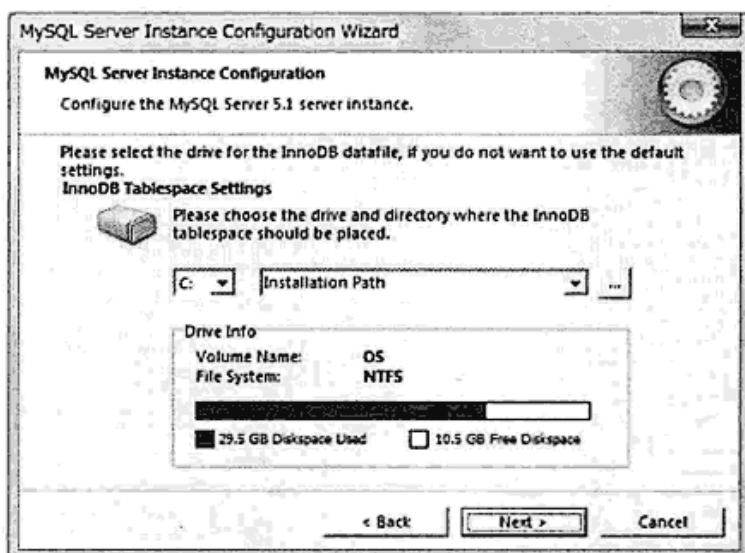 MySQL Server Instance Configuration Wizard
MySQL Server Instance Configuration
Configure the MySQL Server 5.1 server instance.
Please select the drive for the InnoDB datafile, if you do not want to use the default
settings.
InnoDB Tablespace Settings
Please choose the drive and directory where the InnoDB
tablespace should be placed.
C: Installation Path ...
Drive Info
Volume Name: OS
File System: NTFS
29.5 GB Diskspace Used 10.5 GB Free Diskspace
< Back Next > Cancel